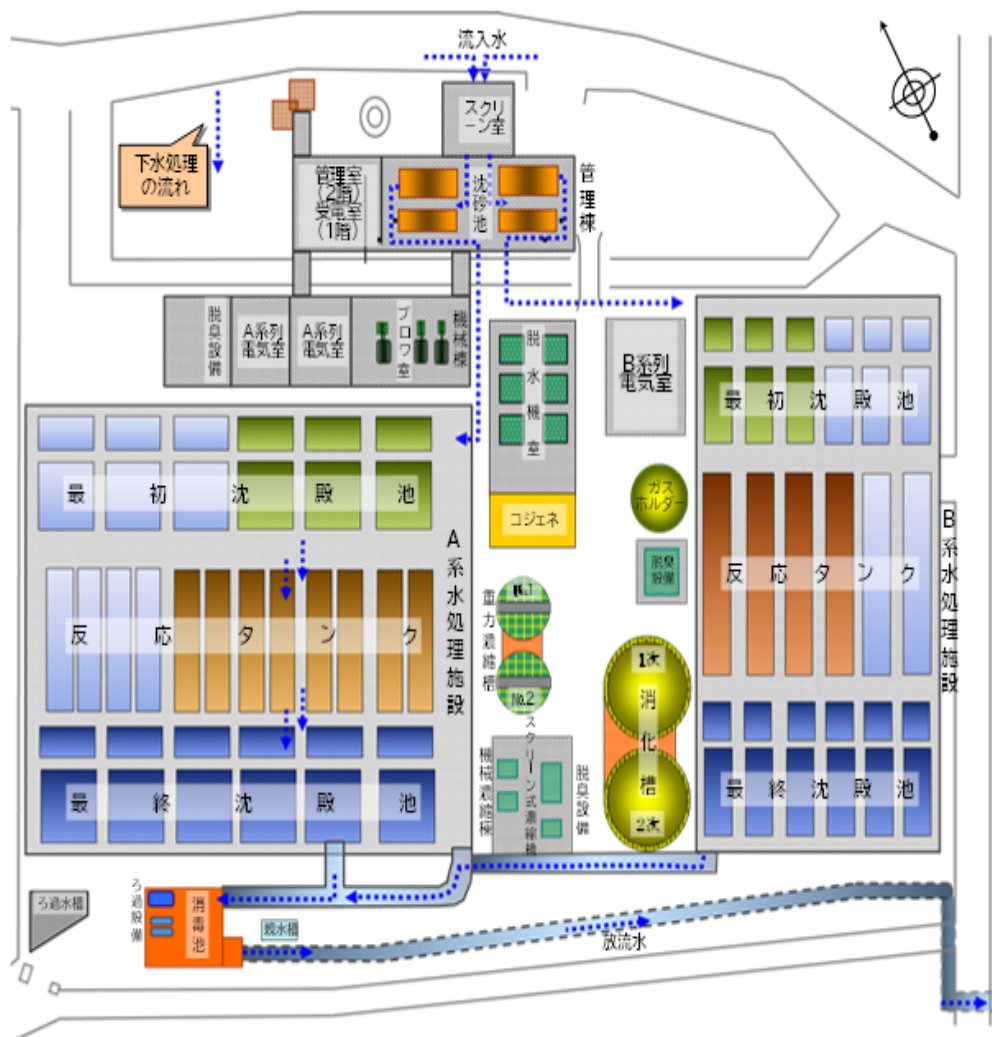 流入水
スクリ
ーン室
下水処理
の流れ
管理室
(2階)
受電室
(1階)
沈砂池
管理棟
脱臭設備
A系列
電気室
A系列
電気室
ブロワ室
機械棟
脱水機室
B系列
電気室
最初沈殿池
最初沈殿池
ガス
ホルダー
コジェネ
脱臭
設備
A系水処理施設
B系水処理施設
反応タンク
反応タンク
重力濃縮槽
No.2
1次
消化槽
2次
最終沈殿池
最終沈殿池
機械濃縮棟
スクリーン式濃縮機
脱臭設備
ろ過水槽
ろ過設備
消毒池
親水槽
放流水